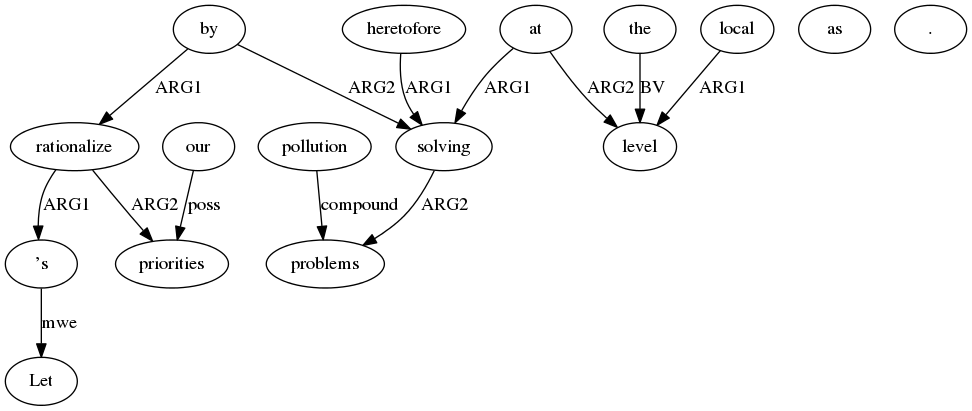 by heretofore at the local as .
ARG1 ARG2 ARG1 ARG1 ARG2 BV ARG1
rationalize our pollution solving level
ARG1 ARG2 poss compound ARG2
's priorities problems
mwe
Let